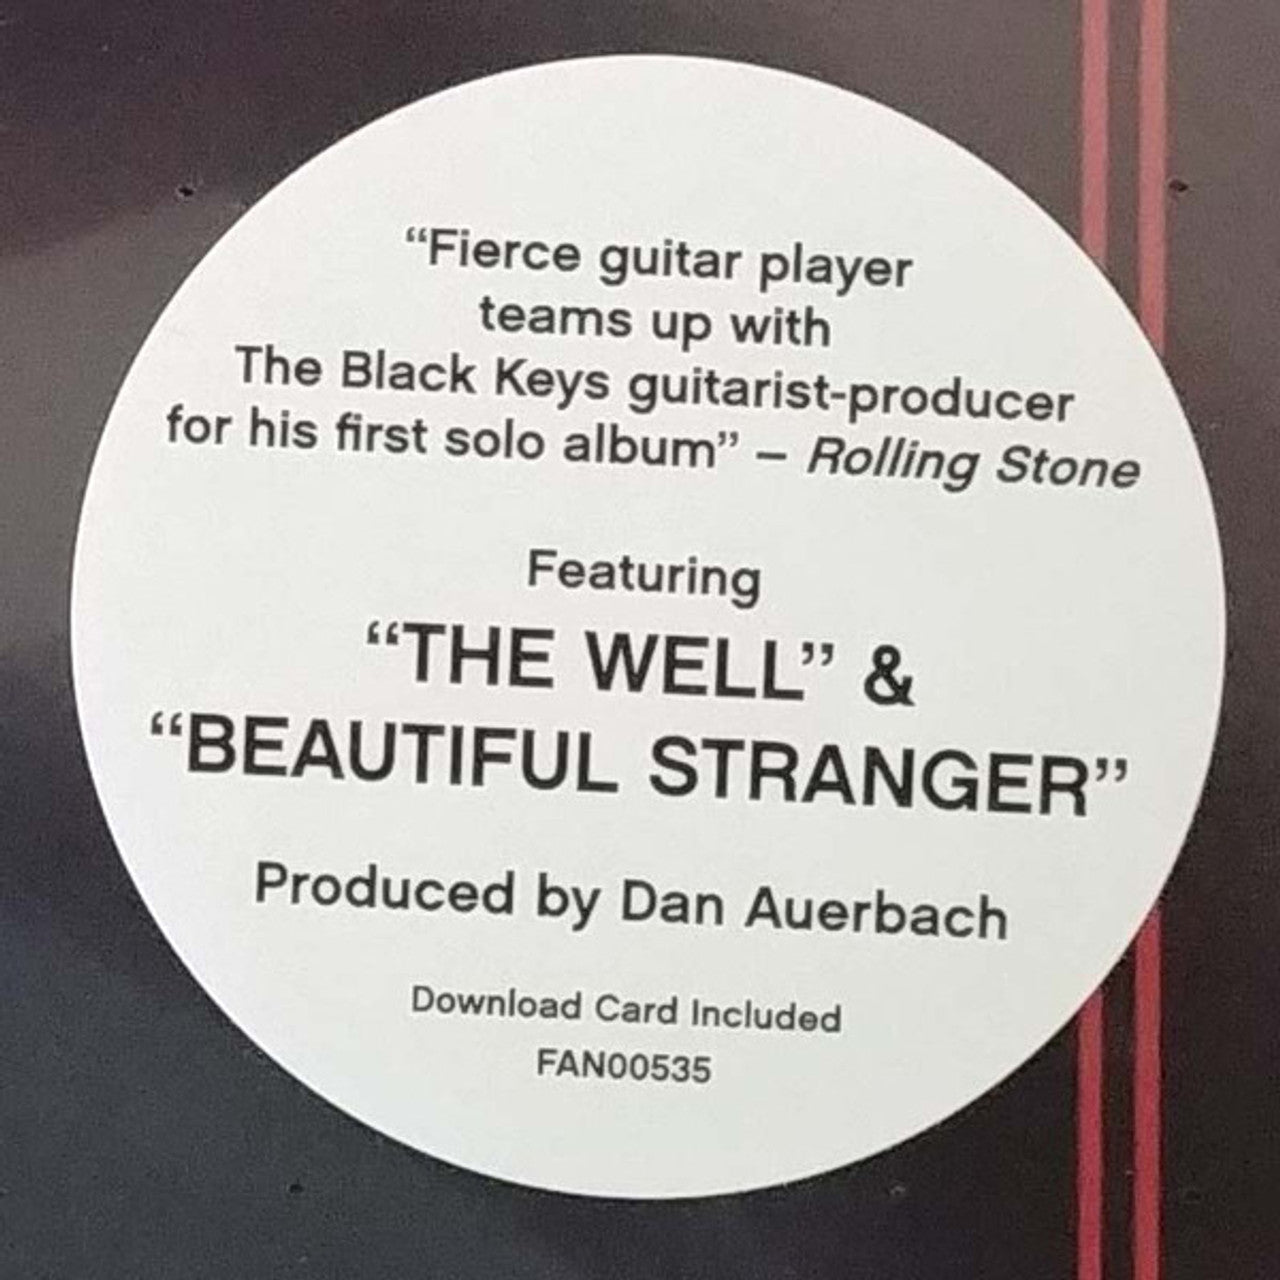 “Fierce guitar player
teams up with
The Black Keys guitarist-producer
for his first solo album” – Rolling Stone
Featuring
“THE WELL” &
“BEAUTIFUL STRANGER”
Produced by Dan Auerbach
Download Card Included
FAN00535